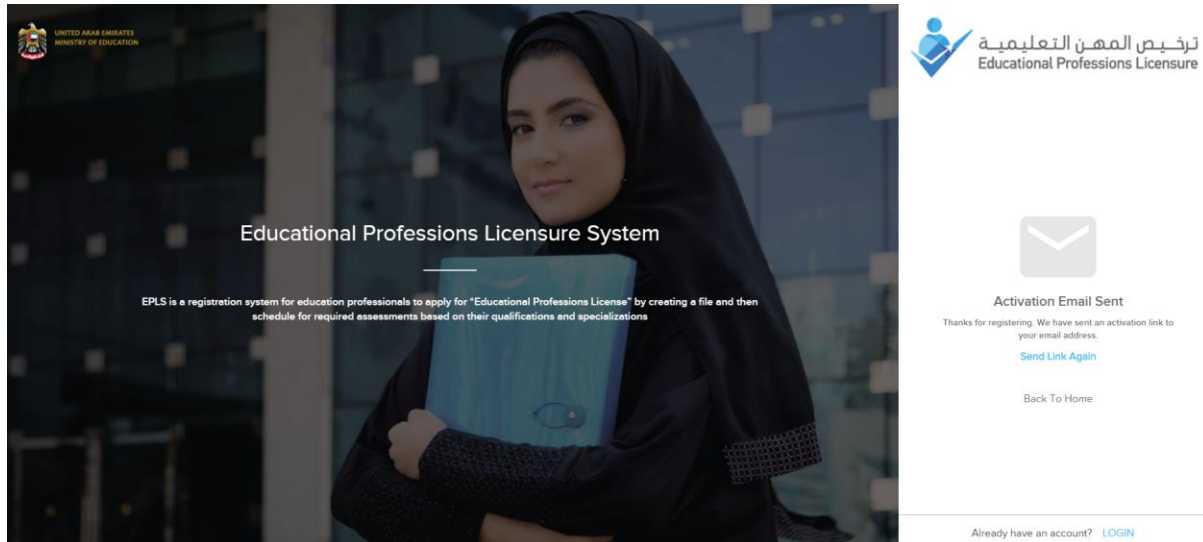 UNITED ARAB EMIRATES
MINISTRY OF EDUCATION
Educational Professions Licensure System
EPLS is a registration system for education professionals to apply for “Educational Professions License” by creating a file and then
schedule for required assessments based on their qualifications and specializations
ترخــيـص المهــن التـعليـميــة
Educational Professions Licensure
Activation Email Sent
Thanks for registering. We have sent an activation link to
your email address.
Send Link Again
Back To Home
Already have an account? LOGIN